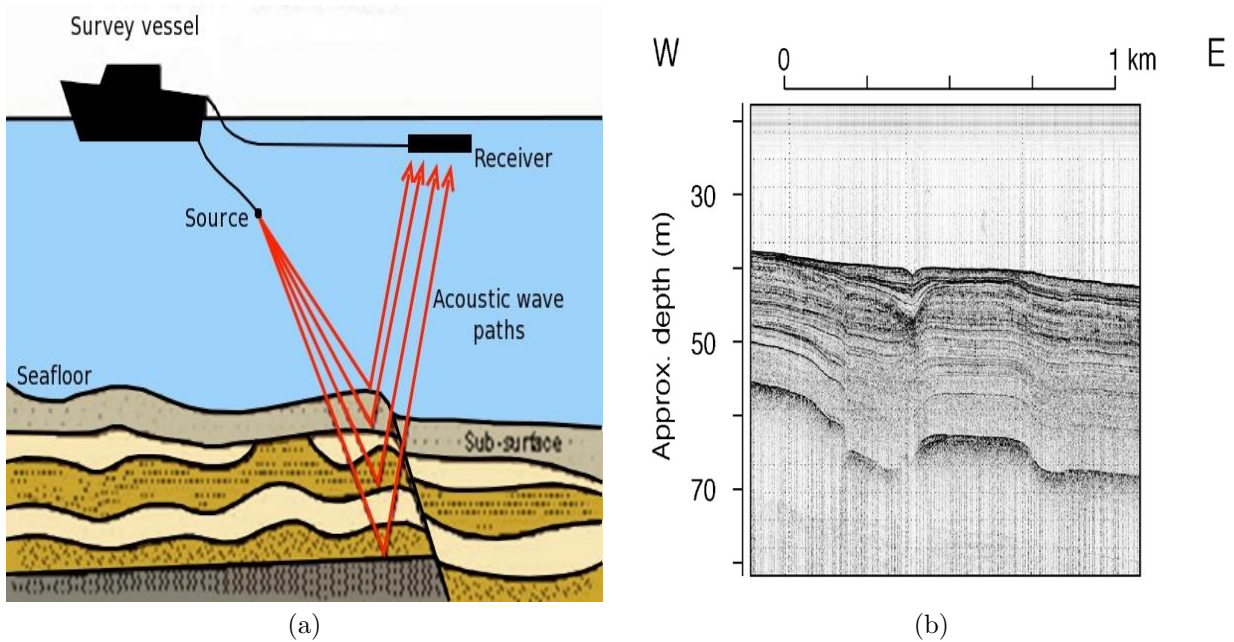 Survey vessel
Receiver
Source
Acoustic wave
paths
Seafloor
Sub-surface
(a)
W
0
1 km
E
30
50
70
Approx. depth (m)
(b)